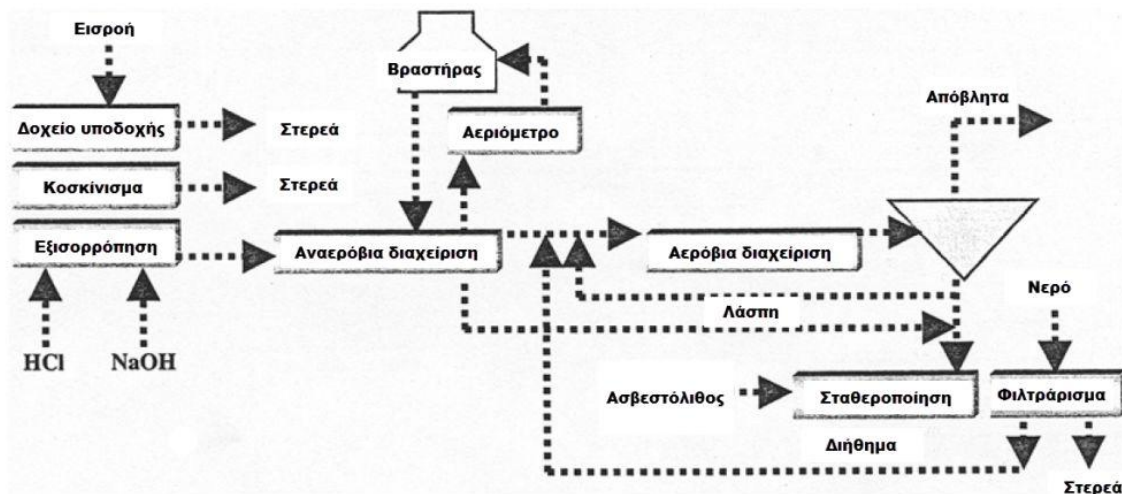 Εισροή
Βραστήρας
Απόβλητα
Δοχείο υποδοχής
Στερεά
Αεριόμετρο
Κοσκίνισμα
Στερεά
Εξισορρόπηση
Αναερόβια διαχείριση
Αερόβια διαχείριση
Νερό
Λάσπη
HCl
NaOH
Ασβεστόλιθος
Σταθεροποίηση
Φιλτράρισμα
Διήθημα
Στερεά